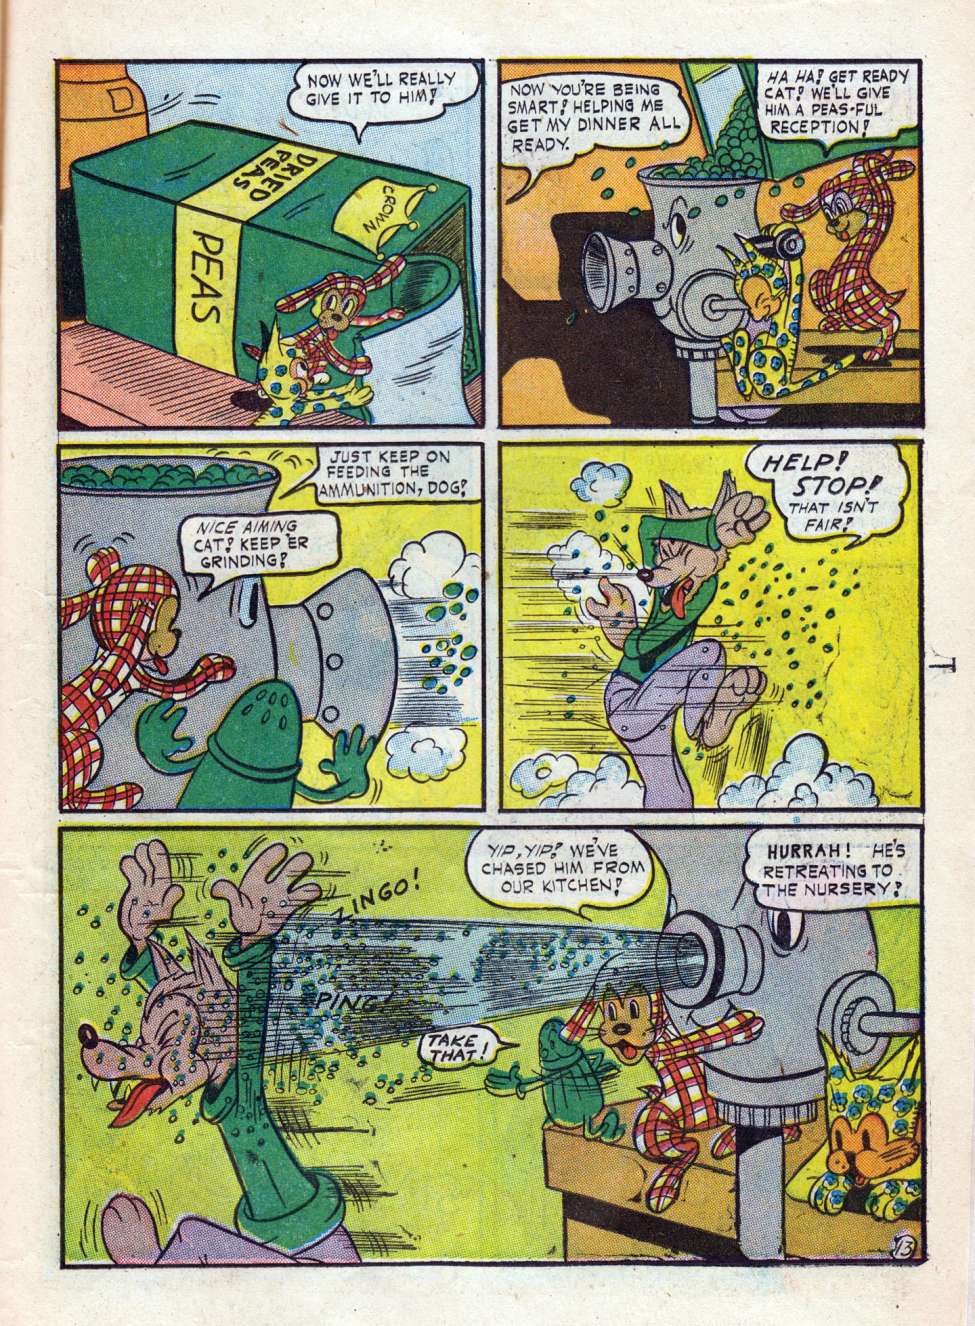 NOW WE'LL REALLY
GIVE IT TO HIM!
DRIED
PEAS
CROWN
PEAS
NOW YOU'RE BEING
SMART! HELPING ME
GET MY DINNER ALL
READY.
HA HA! GET READY
CAT! WE'LL GIVE
HIM A PEAS-FUL
RECEPTION!
JUST KEEP ON
FEEDING THE
AMMUNITION, DOG!
NICE AIMING
CAT! KEEP 'ER
GRINDING!
HELP!
STOP!
THAT ISN'T
FAIR!
YIP, YIP! WE'VE
CHASED HIM FROM
OUR KITCHEN!
HURRAH! HE'S
RETREATING TO
THE NURSERY!
ZINGO!
PING!
TAKE
THAT!
13